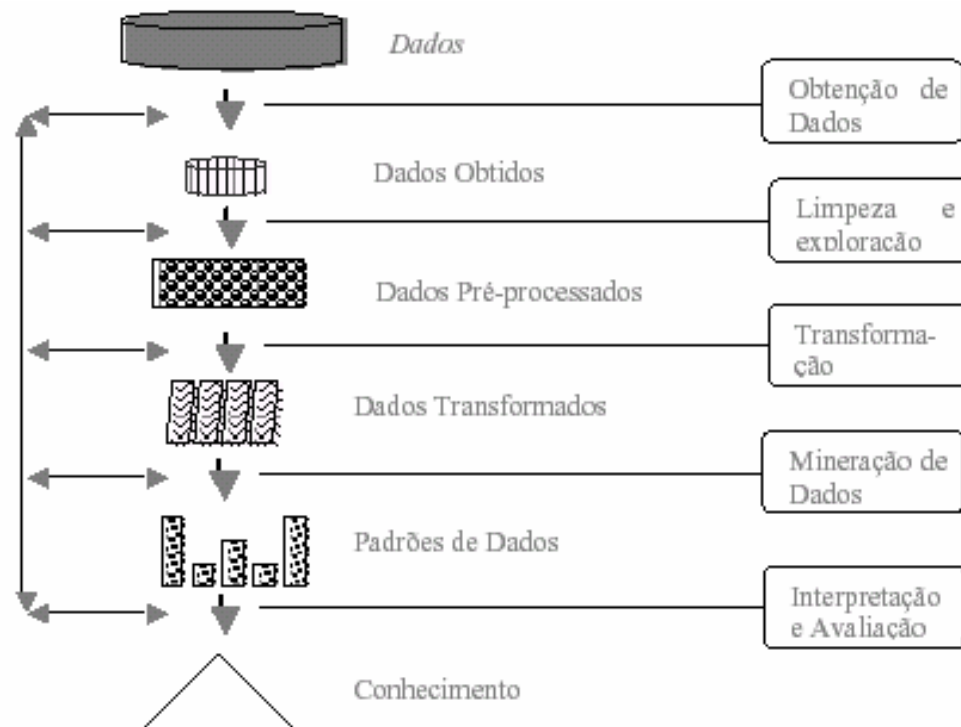 Dados
Obtenção de
Dados
Dados Obtidos
Limpeza e
exploração
Dados Pré-processados
Transforma-
ção
Dados Transformados
Mineração de
Dados
Padrões de Dados
Interpretação
e Avaliação
Conhecimento